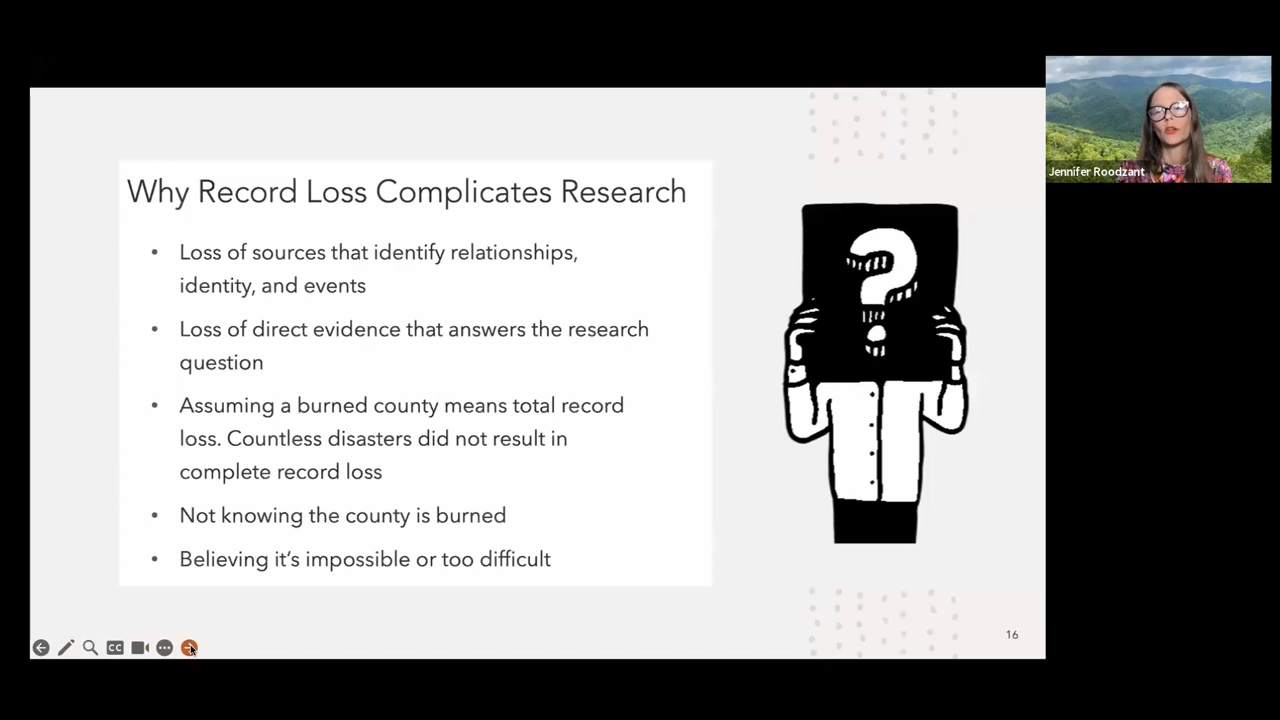 Why Record Loss Complicates Research
• Loss of sources that identify relationships,
identity, and events
• Loss of direct evidence that answers the research
question
• Assuming a burned county means total record
loss. Countless disasters did not result in
complete record loss
• Not knowing the county is burned
• Believing it’s impossible or too difficult
?
16
CC
Jennifer Roodzant